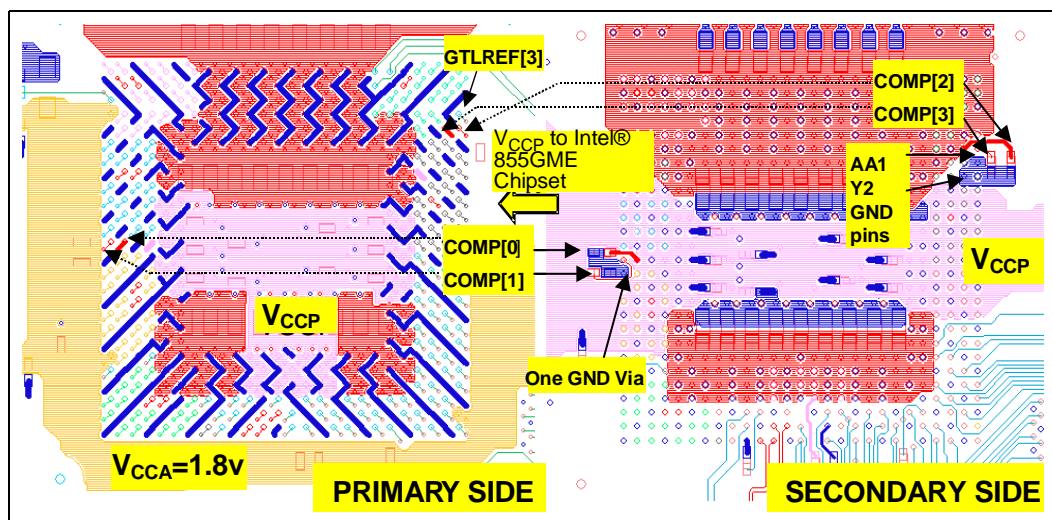 GTLREF[3]
COMP[2]
COMP[3]
VCCP to Intel®
855GME
Chipset
AA1
Y2
GND
pins
COMP[0]
COMP[1]
VCCP
VCCP
One GND Via
VCCA=1.8v
PRIMARY SIDE
SECONDARY SIDE